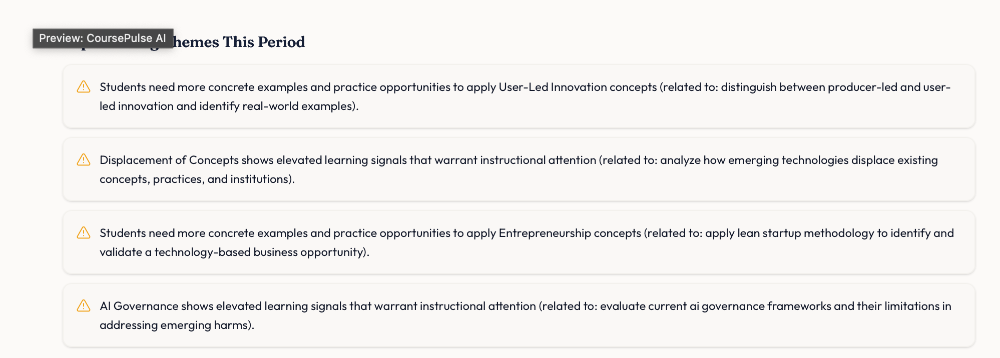 Preview: CoursePulse AI
hemes This Period
Students need more concrete examples and practice opportunities to apply User-Led Innovation concepts (related to: distinguish between producer-led and user-
led innovation and identify real-world examples).
Displacement of Concepts shows elevated learning signals that warrant instructional attention (related to: analyze how emerging technologies displace existing
concepts, practices, and institutions).
Students need more concrete examples and practice opportunities to apply Entrepreneurship concepts (related to: apply lean startup methodology to identify and
validate a technology-based business opportunity).
AI Governance shows elevated learning signals that warrant instructional attention (related to: evaluate current ai governance frameworks and their limitations in
addressing emerging harms).